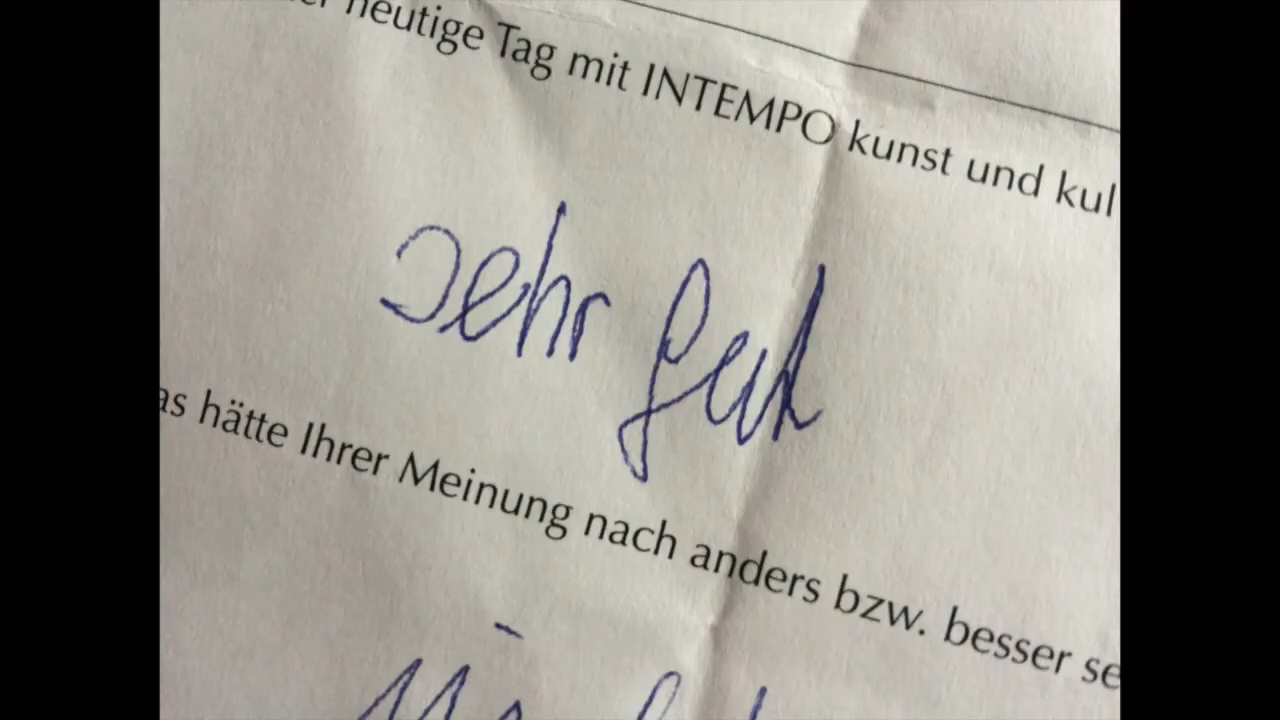 heutige Tag mit INTEMPO kunst und kul
sehr gut
as hätte Ihrer Meinung nach anders bzw. besser se